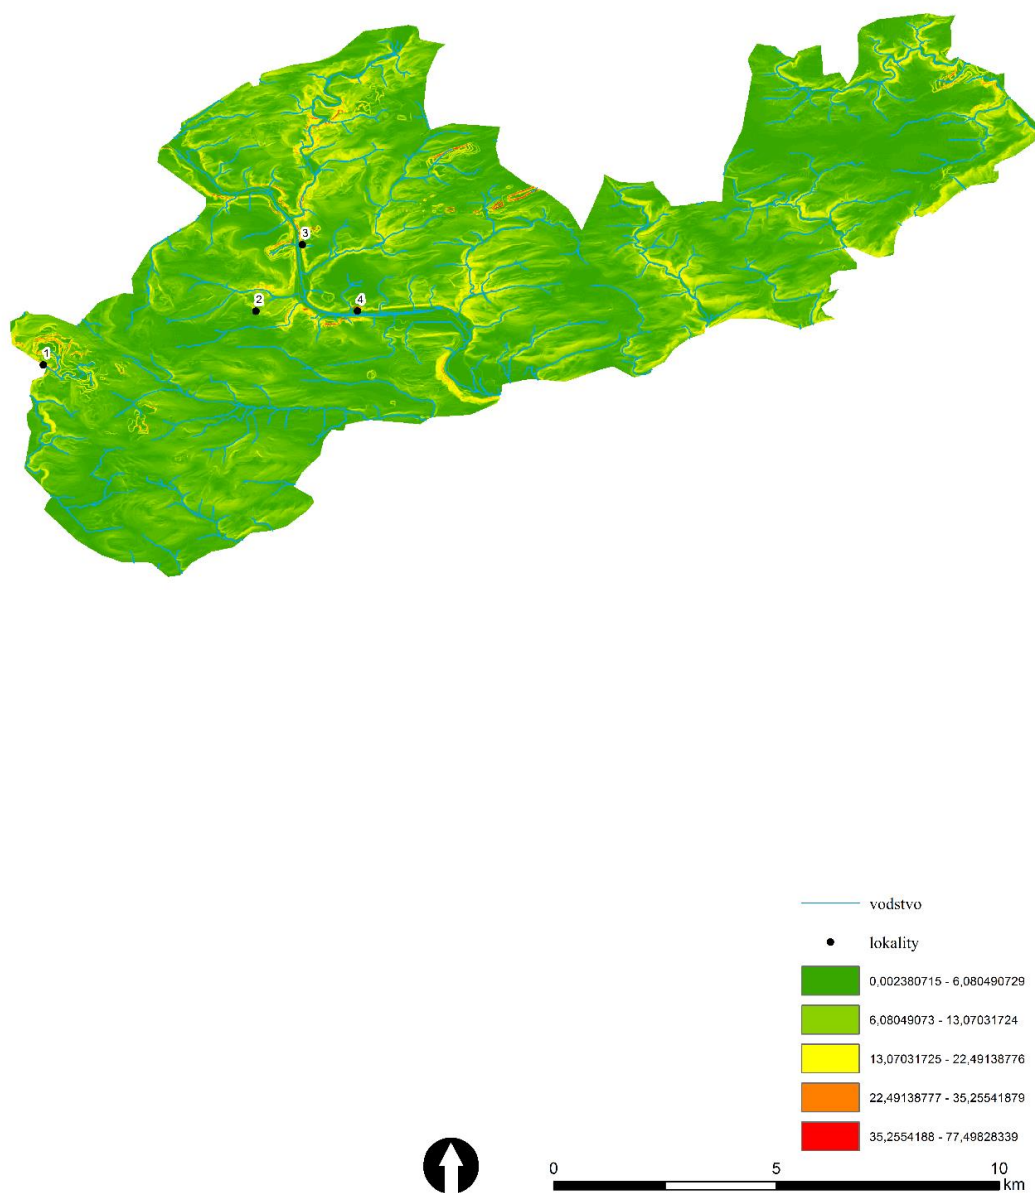 3
2
4
1
vodstvo
lokality
0,002380715 - 6,080490729
6,08049073 - 13,07031724
13,07031725 - 22,49138776
22,49138777 - 35,25541879
35,2554188 - 77,49828339
0 5 10
km